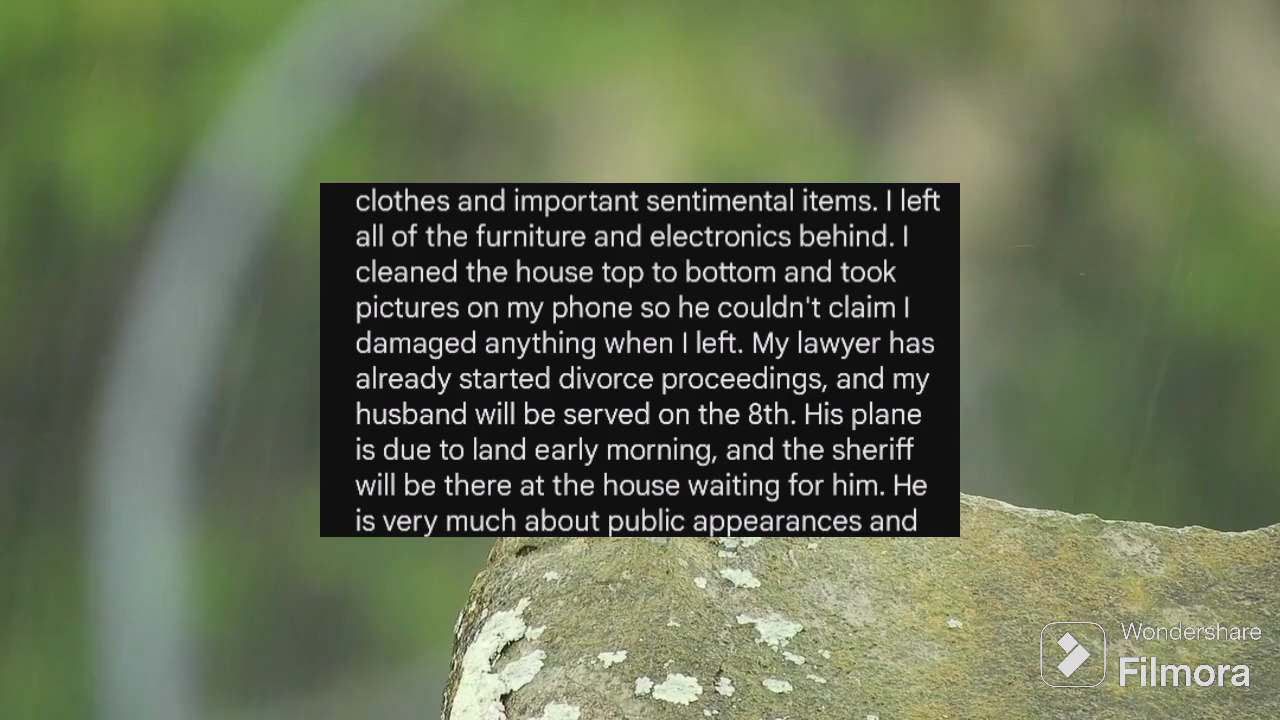 clothes and important sentimental items. I left
all of the furniture and electronics behind. I
cleaned the house top to bottom and took
pictures on my phone so he couldn't claim I
damaged anything when I left. My lawyer has
already started divorce proceedings, and my
husband will be served on the 8th. His plane
is due to land early morning, and the sheriff
will be there at the house waiting for him. He
is very much about public appearances and
Wondershare
Filmora